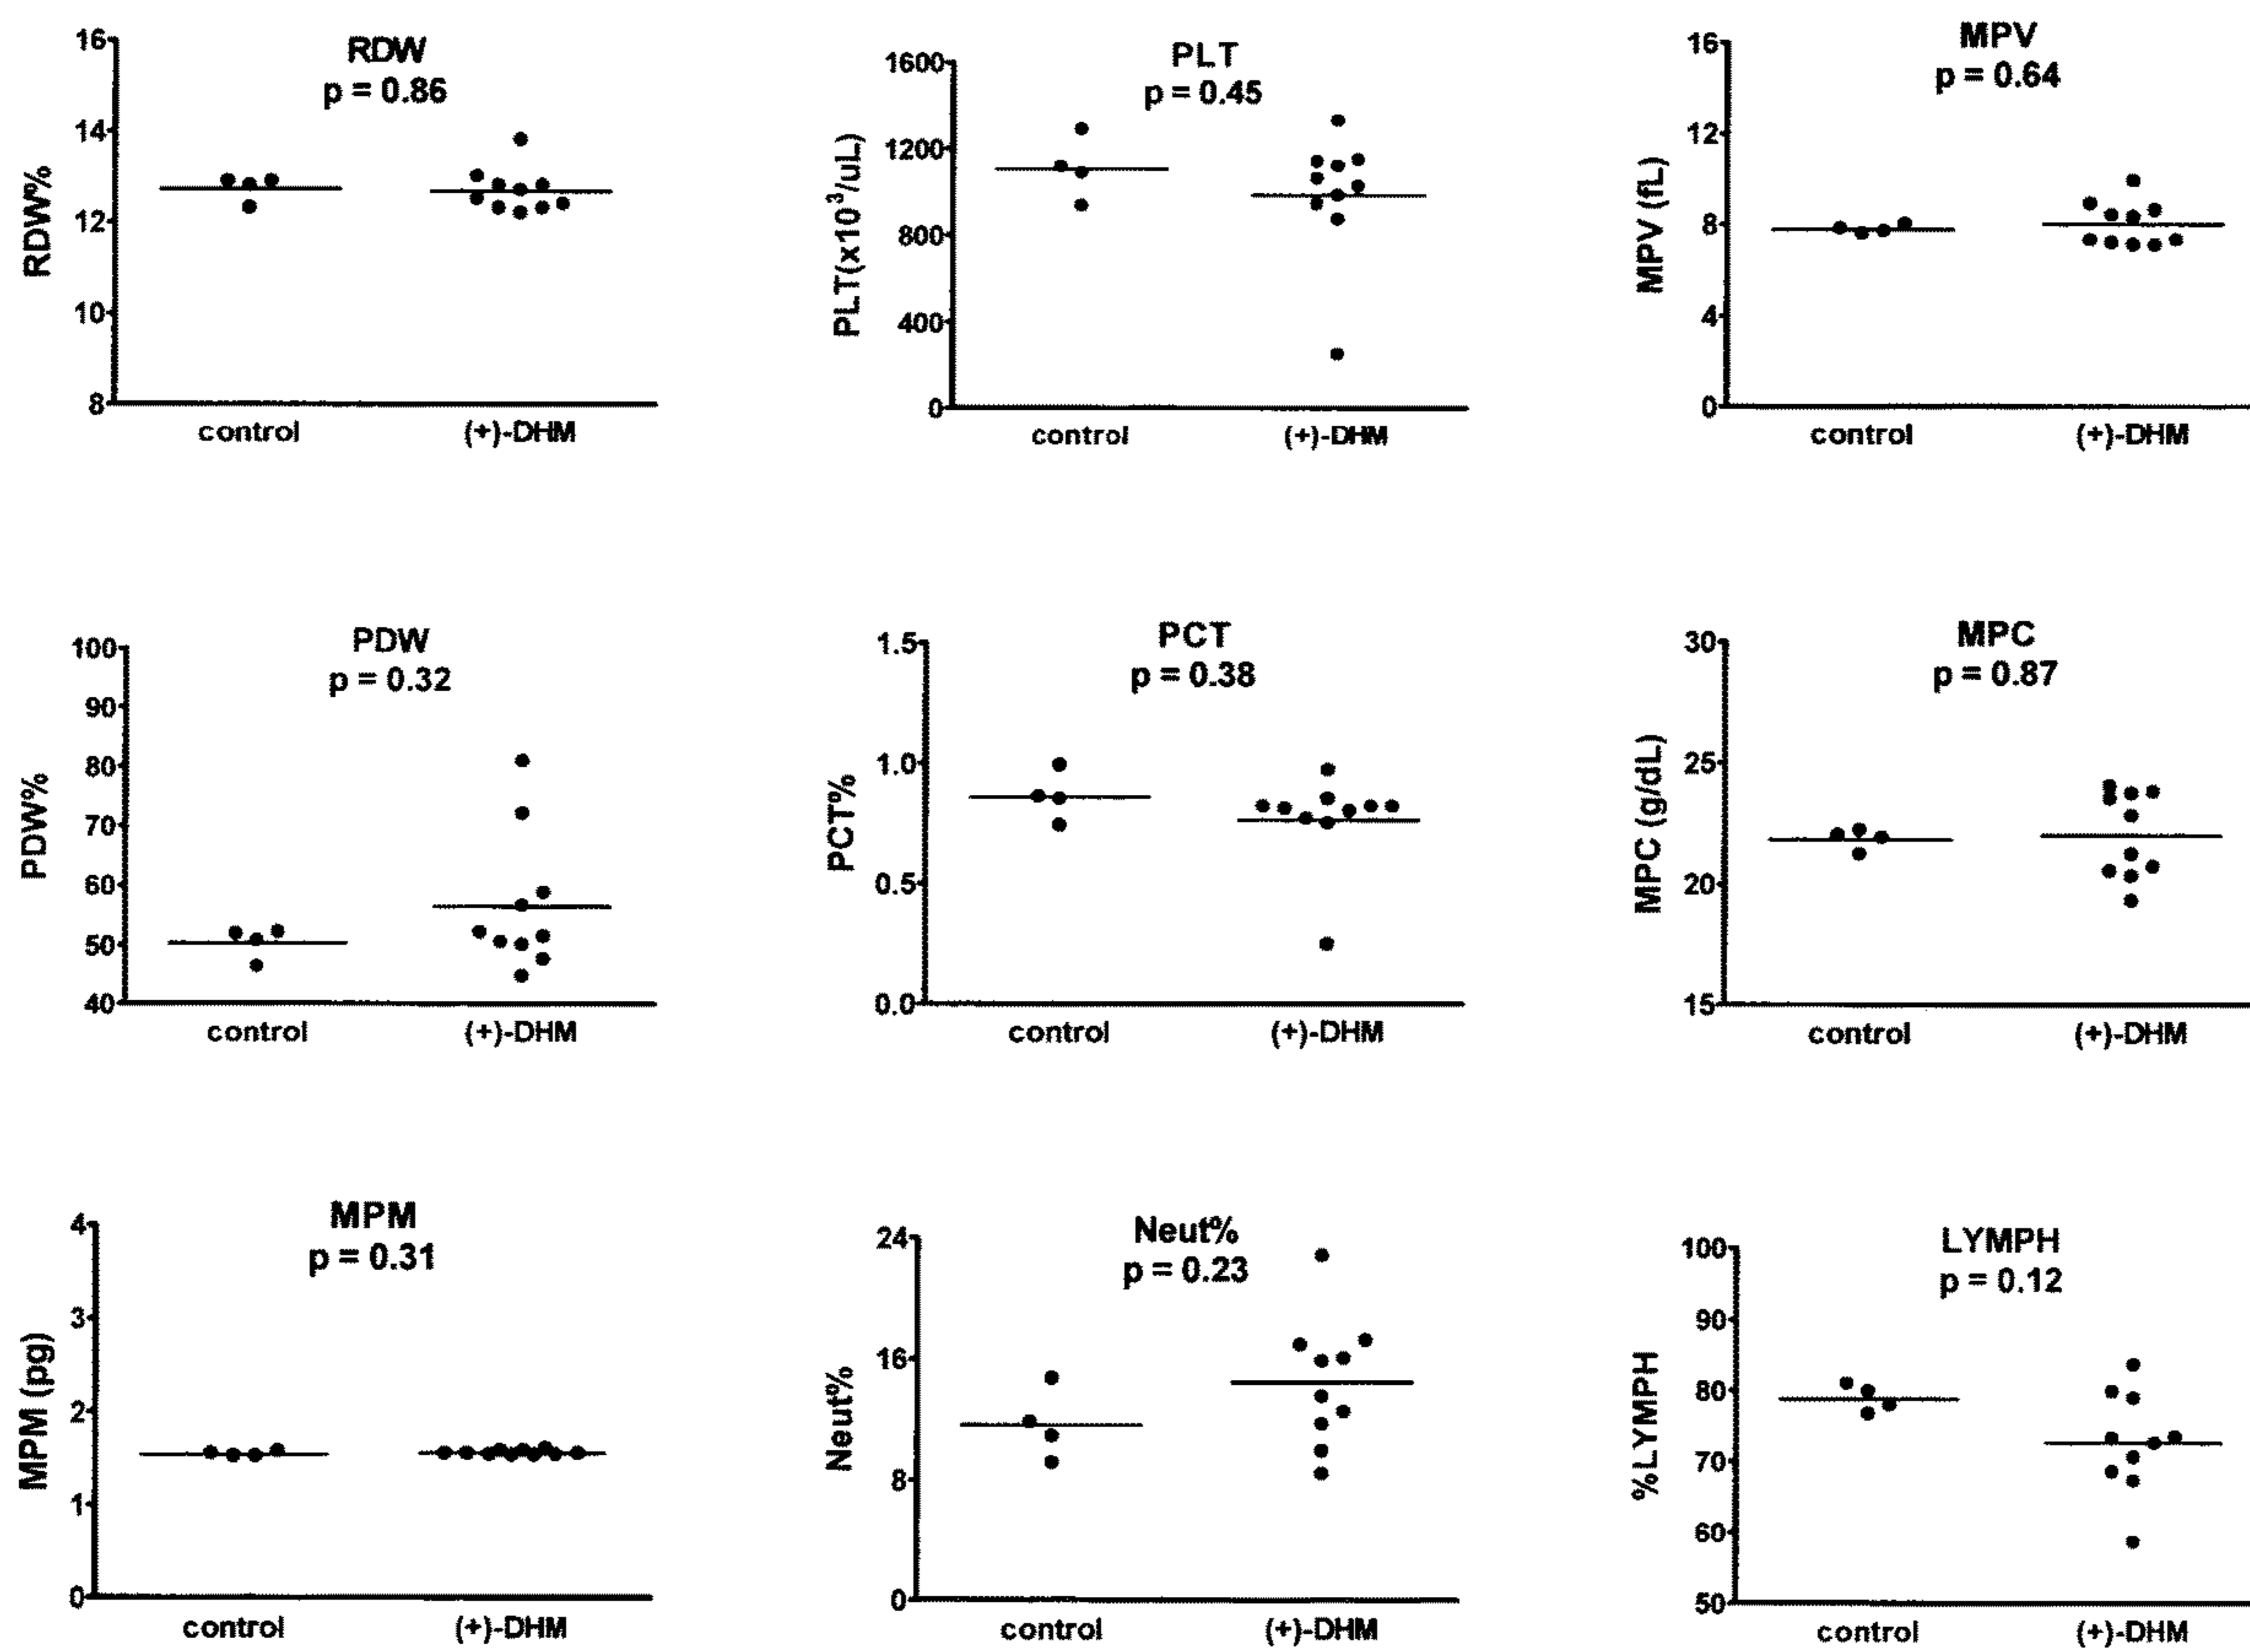 RDW
p = 0.86
16
14
12
10
8
RDW%
control
(+)-DHM
PLT
p = 0.45
1600
1200
800
400
0
PLT(x10³/uL)
control
(+)-DHM
MPV
p = 0.64
16
12
8
4
0
MPV (fL)
control
(+)-DHM
PDW
p = 0.32
100
90
80
70
60
50
40
PDW%
control
(+)-DHM
PCT
p = 0.38
1.5
1.0
0.5
0.0
PCT%
control
(+)-DHM
MPC
p = 0.87
30
25
20
15
MPC (g/dL)
control
(+)-DHM
MPM
p = 0.31
4
3
2
1
0
MPM (pg)
control
(+)-DHM
Neut%
p = 0.23
24
16
8
0
Neut%
control
(+)-DHM
LYMPH
p = 0.12
100
90
80
70
60
50
%LYMPH
control
(+)-DHM